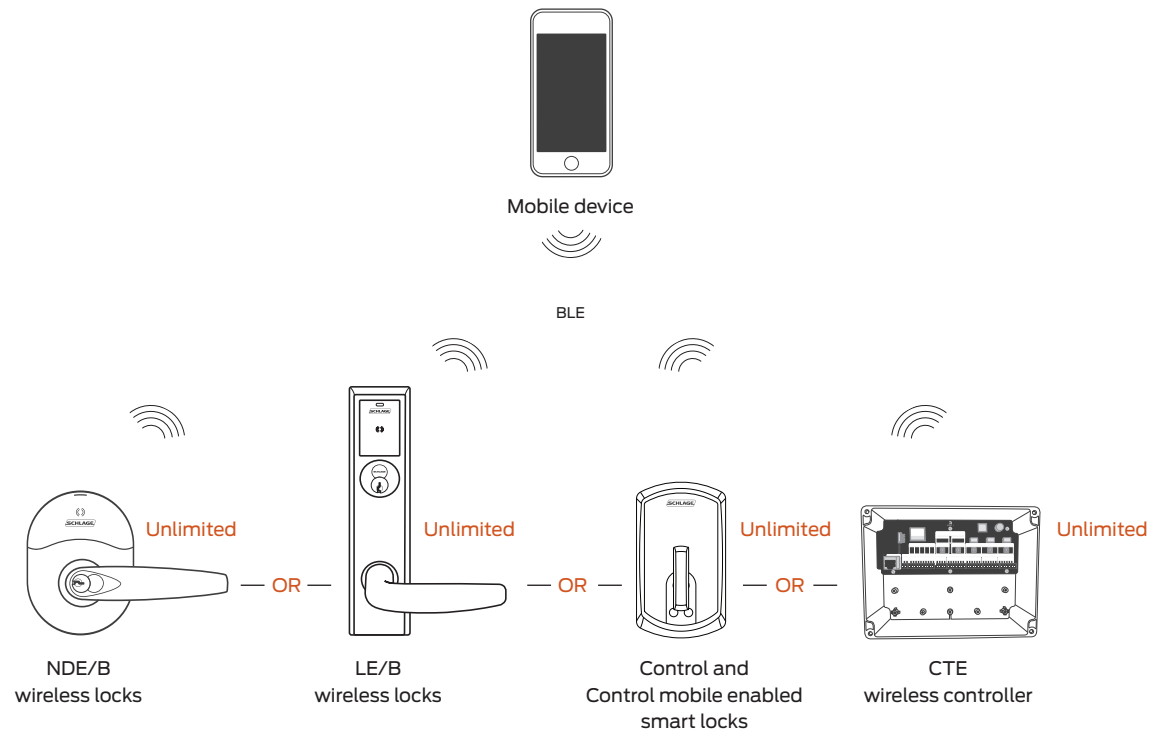 Mobile device
BLE
SCHLAGE
SCHLAGE
SCHLAGE
Unlimited
Unlimited
Unlimited
Unlimited
OR
OR
OR
NDE/B
wireless locks
LE/B
wireless locks
Control and
Control mobile enabled
smart locks
CTE
wireless controller